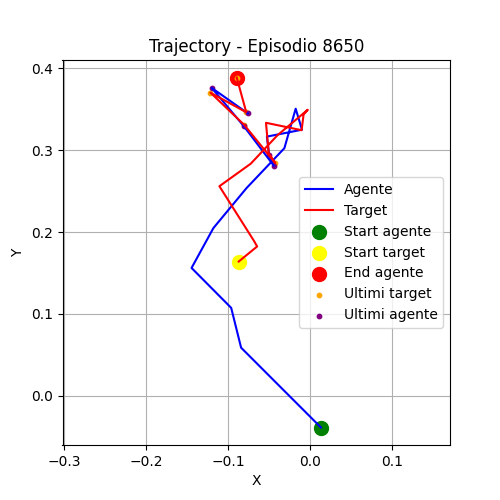 Trajectory - Episodio 8650
0.4
0.3
0.2
0.1
0.0
Y
Agente
Target
Start agente
Start target
End agente
Ultimi target
Ultimi agente
−0.3 −0.2 −0.1 0.0 0.1
X